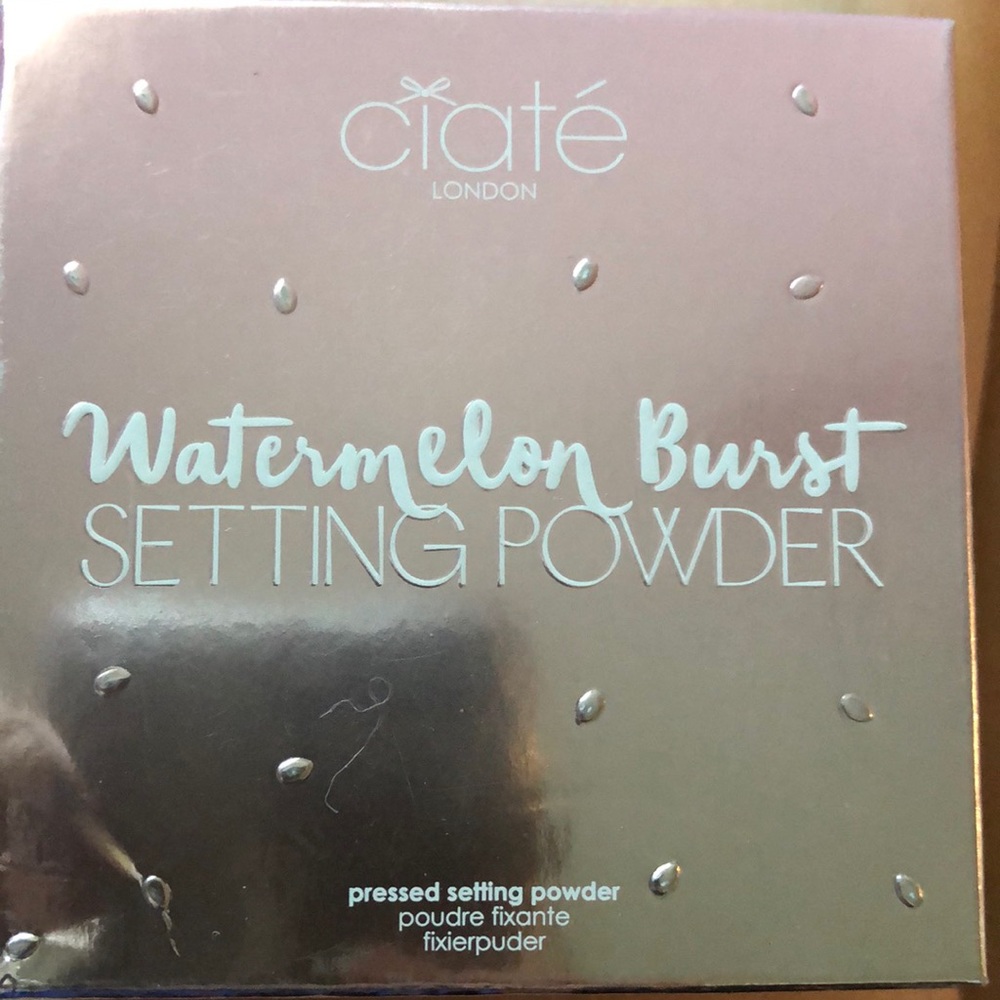 ciaté
LONDON
Watermelon Burst
SETTING POWDER
pressed setting powder
poudre fixante
fixierpuder